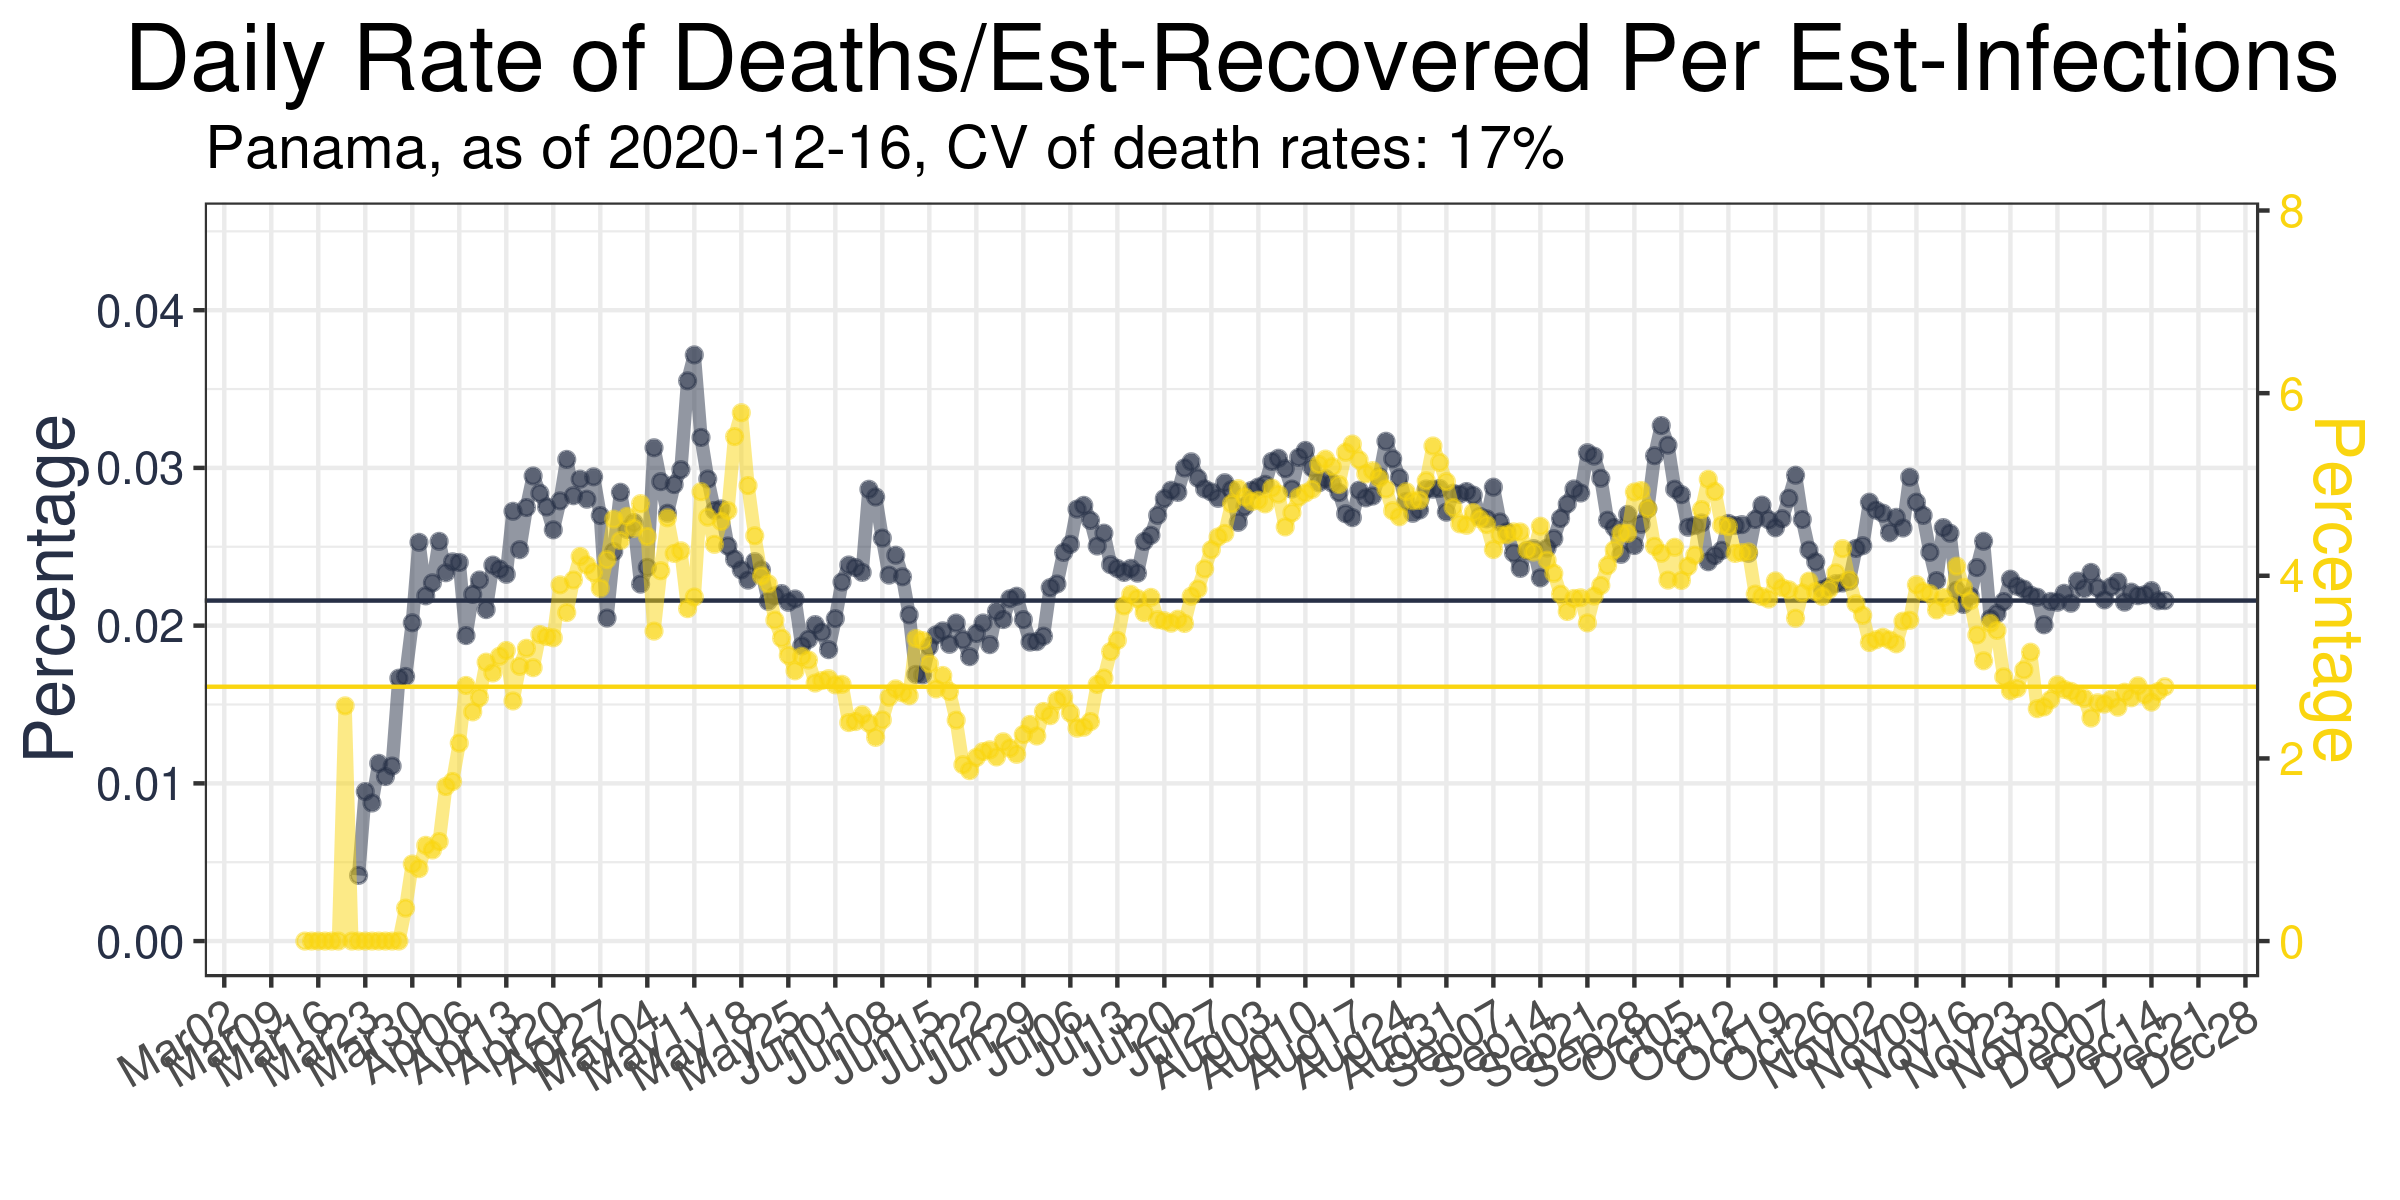 Daily Rate of Deaths/Est-Recovered Per Est-Infections
Panama, as of 2020-12-16, CV of death rates: 17%
Percentage
0.04
0.03
0.02
0.01
0.00
8
6
4
2
0
Percentage
Mar02
Mar09
Mar16
Mar23
Mar30
Apr06
Apr13
Apr20
Apr27
May04
May11
May18
May25
Jun01
Jun08
Jun15
Jun22
Jun29
Jul06
Jul13
Jul20
Jul27
Aug03
Aug10
Aug17
Aug24
Aug31
Sep07
Sep14
Sep21
Sep28
Oct05
Oct12
Oct19
Oct26
Nov02
Nov09
Nov16
Nov23
Nov30
Dec07
Dec14
Dec21
Dec28